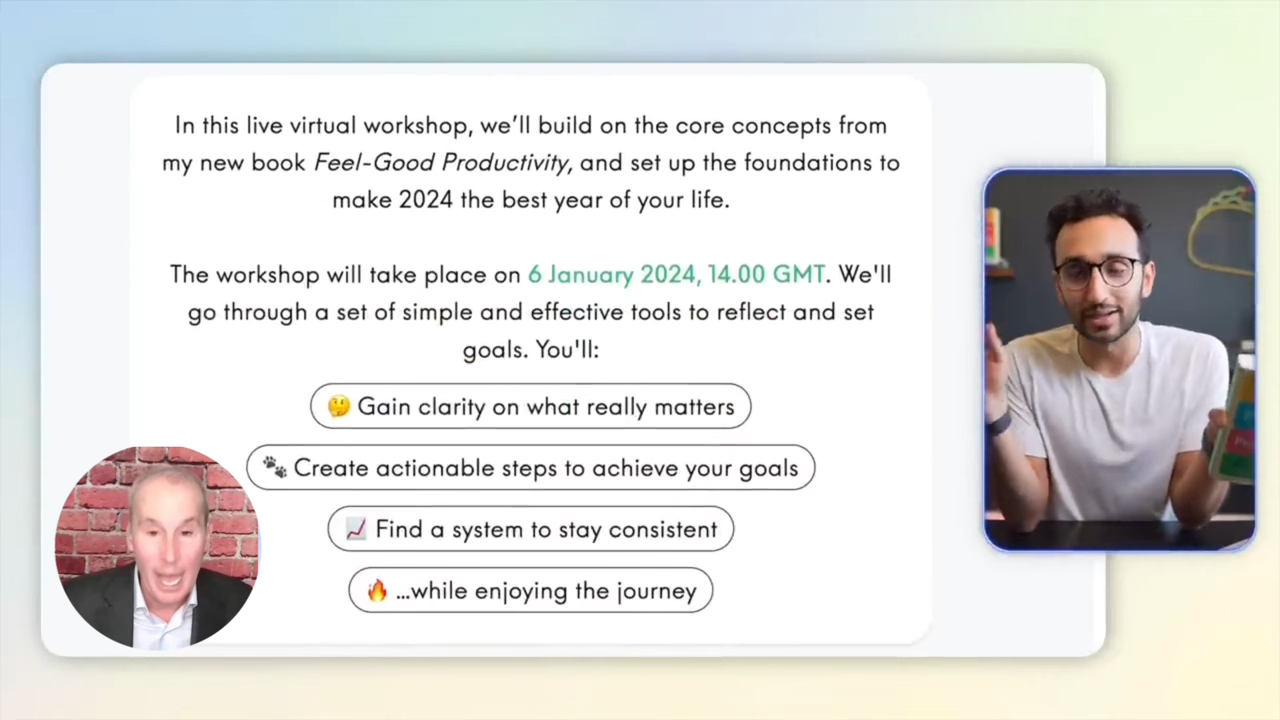 In this live virtual workshop, we’ll build on the core concepts from
my new book Feel-Good Productivity, and set up the foundations to
make 2024 the best year of your life.
The workshop will take place on 6 January 2024, 14.00 GMT. We'll
go through a set of simple and effective tools to reflect and set
goals. You'll:
🤔 Gain clarity on what really matters
🐾 Create actionable steps to achieve your goals
📈 Find a system to stay consistent
🔥 ...while enjoying the journey